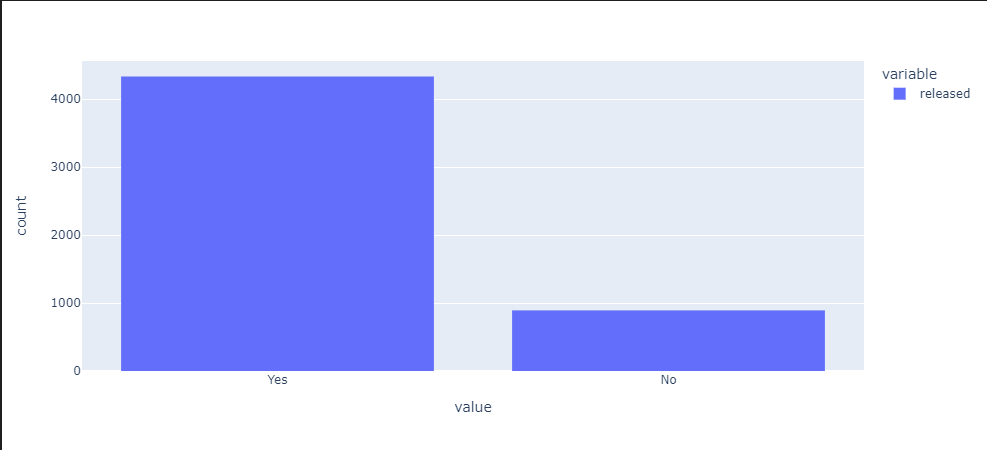 variable
released
4000
3000
2000
1000
0
count
Yes No
value